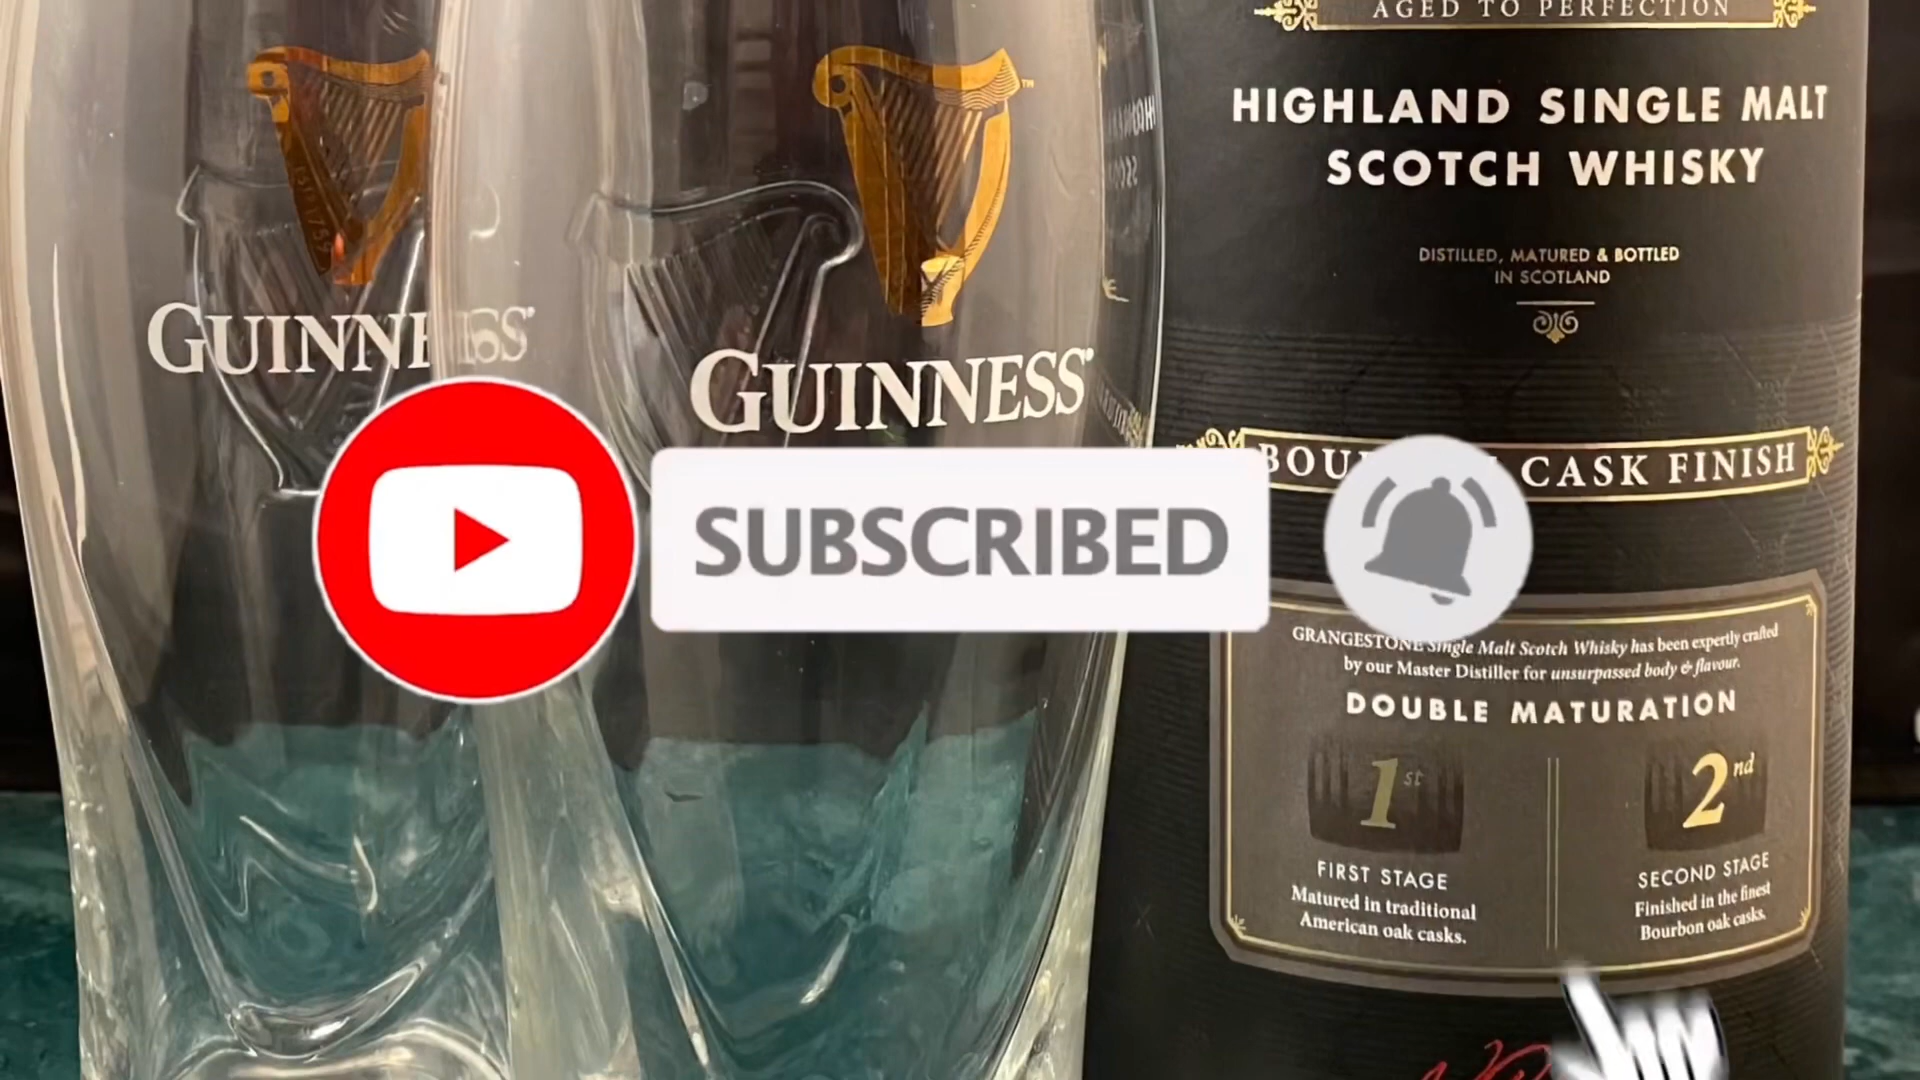 AGED TO PERFECTION
HIGHLAND SINGLE MALT
SCOTCH WHISKY
DISTILLED, MATURED & BOTTLED
IN SCOTLAND
GUINNESS
GUINNESS
CASK FINISH
SUBSCRIBED
GRANGESTONE Single Malt Scotch Whisky has been expertly crafted
by our Master Distiller for unsurpassed body & flavour.
DOUBLE MATURATION
1st
2nd
FIRST STAGE
Matured in traditional
American oak casks.
SECOND STAGE
Finished in the finest
Bourbon oak casks.